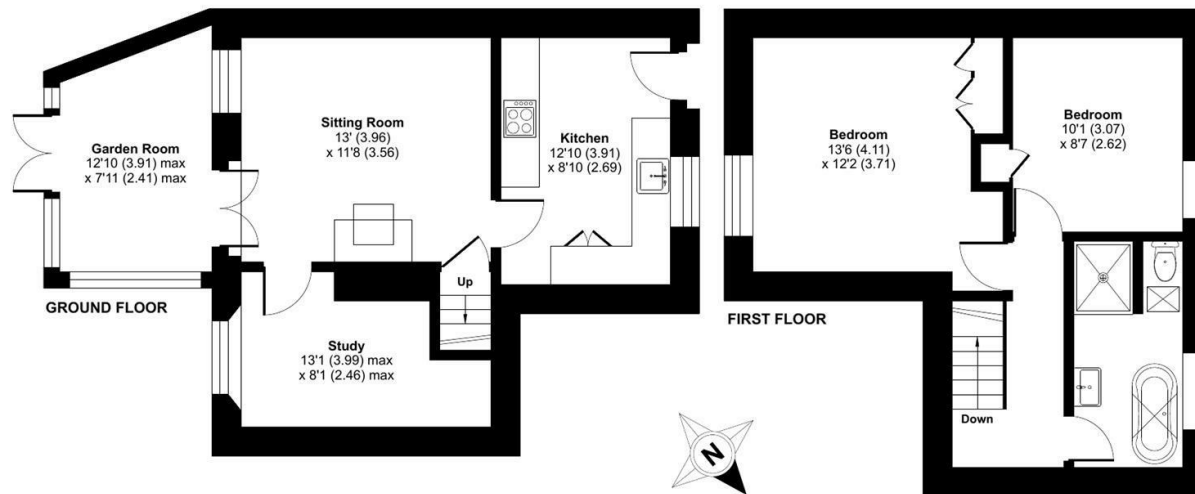 Garden Room
12'10 (3.91) max
x 7'11 (2.41) max
Sitting Room
13' (3.96)
x 11'8 (3.56)
Kitchen
12'10 (3.91)
x 8'10 (2.69)
Up
GROUND FLOOR
Study
13'1 (3.99) max
x 8'1 (2.46) max
Bedroom
13'6 (4.11)
x 12'2 (3.71)
Bedroom
10'1 (3.07)
x 8'7 (2.62)
FIRST FLOOR
Down
N